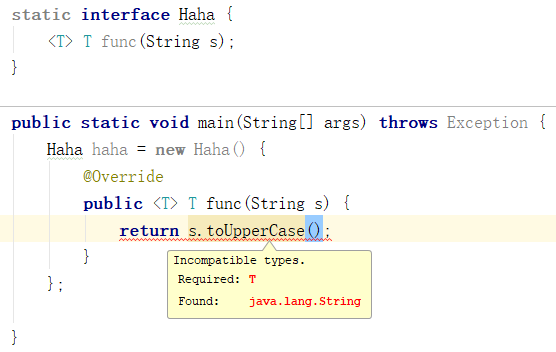 static interface Haha {
<T> T func(String s);
}
public static void main(String[] args) throws Exception {
Haha haha = new Haha() {
@Override
public <T> T func(String s) {
return s.toUpperCase();
}
Incompatible types.
Required: T
Found: java.lang.String
};
}